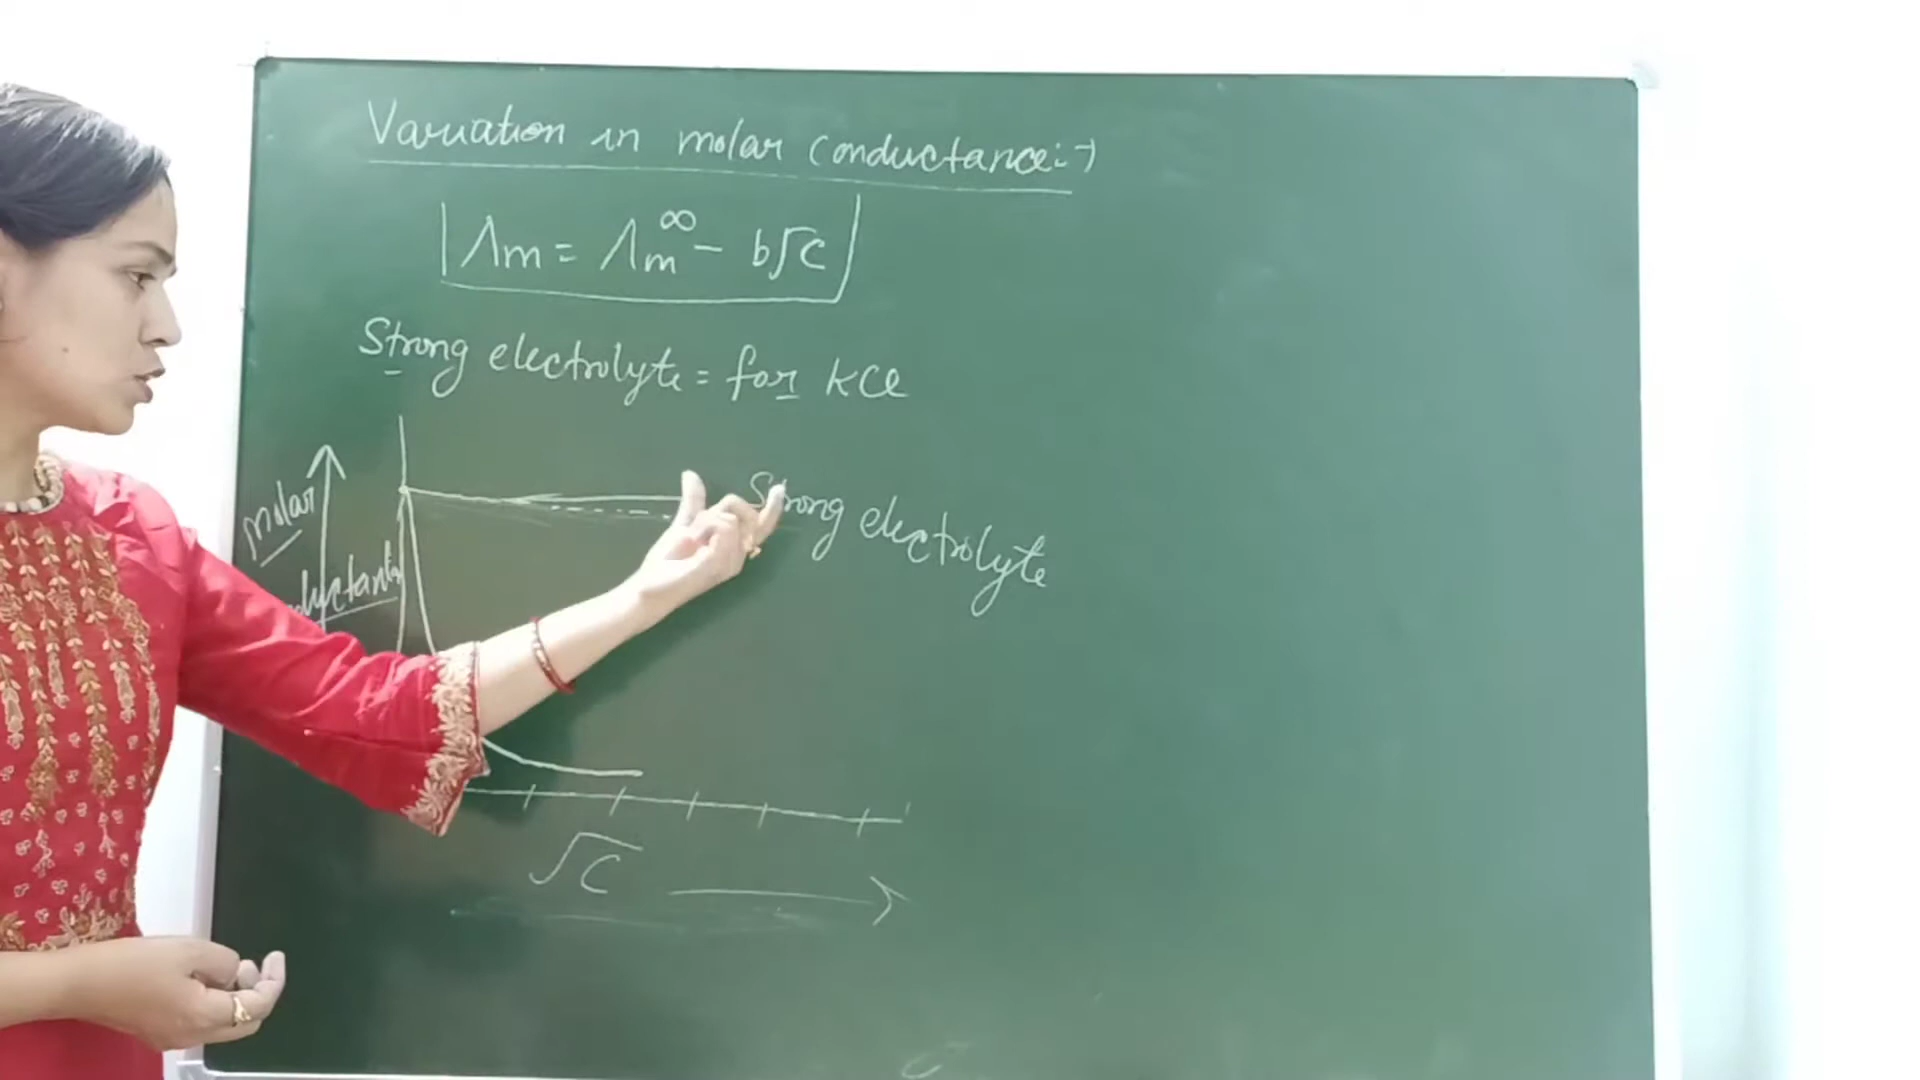 Variation in molar conductance:→
Λm = Λm^∞ - b√c
Strong electrolyte = for KCl
Molar
Strong electrolyte
√C